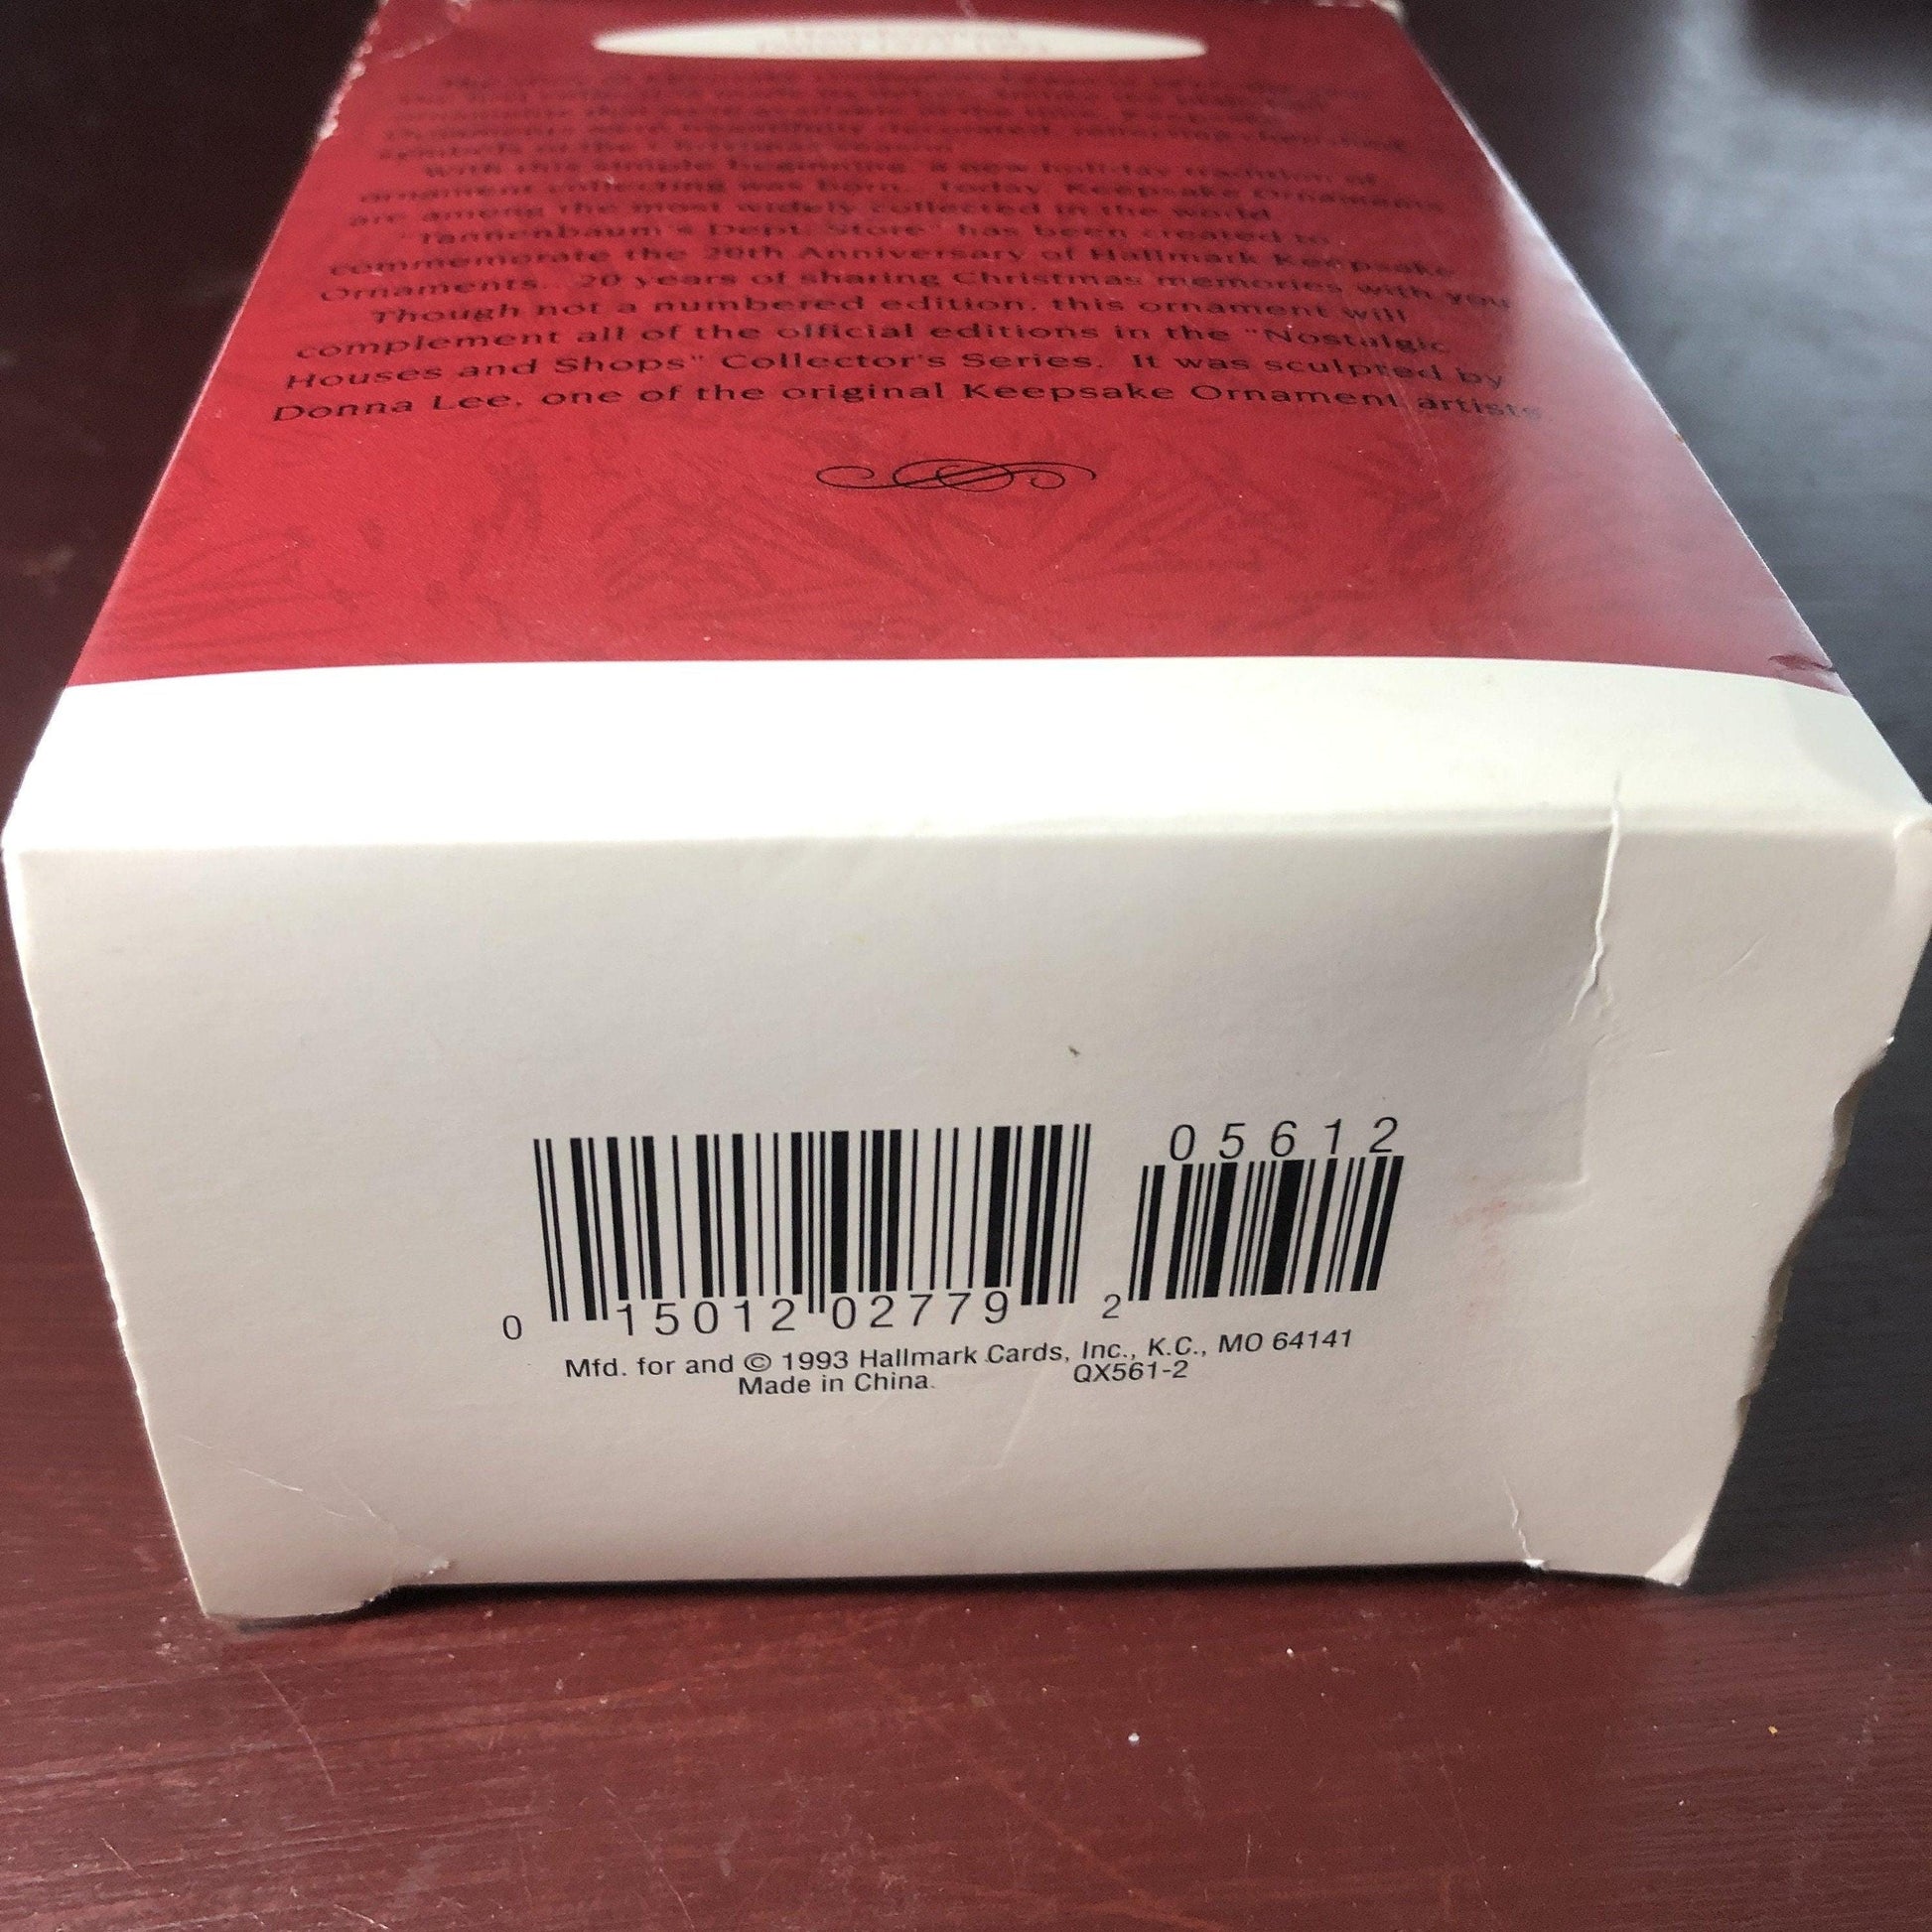 With this simple beginning, a new holiday tradition of
ornament collecting was born. Today, Keepsake Ornaments
are among the most widely collected in the world.
"Tannenbaum's Dept. Store" has been created to
commemorate the 20th Anniversary of Hallmark Keepsake
Ornaments... 20 years of sharing Christmas memories with you.
Though not a numbered edition, this ornament will
complement all of the official editions in the "Nostalgic
Houses and Shops" Collector's Series. It was sculpted by
Donna Lee, one of the original Keepsake Ornament artists.
05612
0 15012 02779 2
Mfd. for and © 1993 Hallmark Cards, Inc., K.C., MO 64141
Made in China. QX561-2